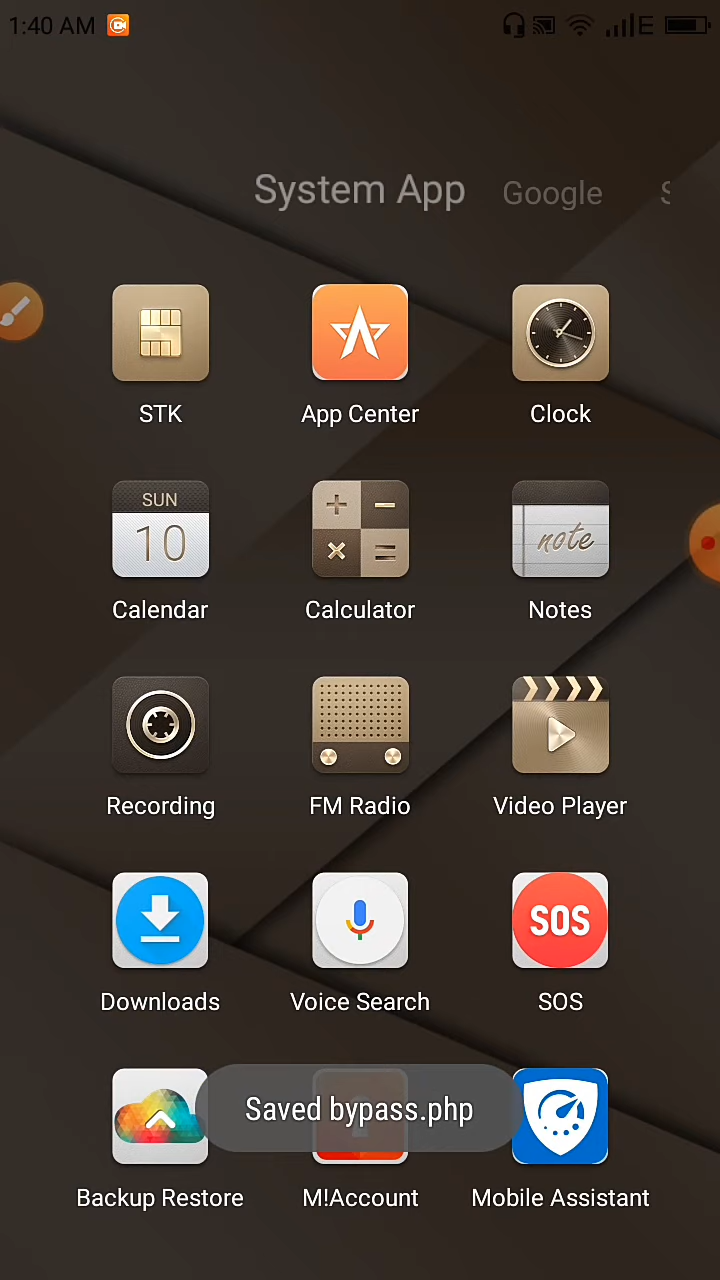 1:40 AM E
System App Google
STK App Center Clock
SUN
10
note
Calendar Calculator Notes
Recording FM Radio Video Player
SOS
Downloads Voice Search SOS
Saved bypass.php
Backup Restore M!Account Mobile Assistant